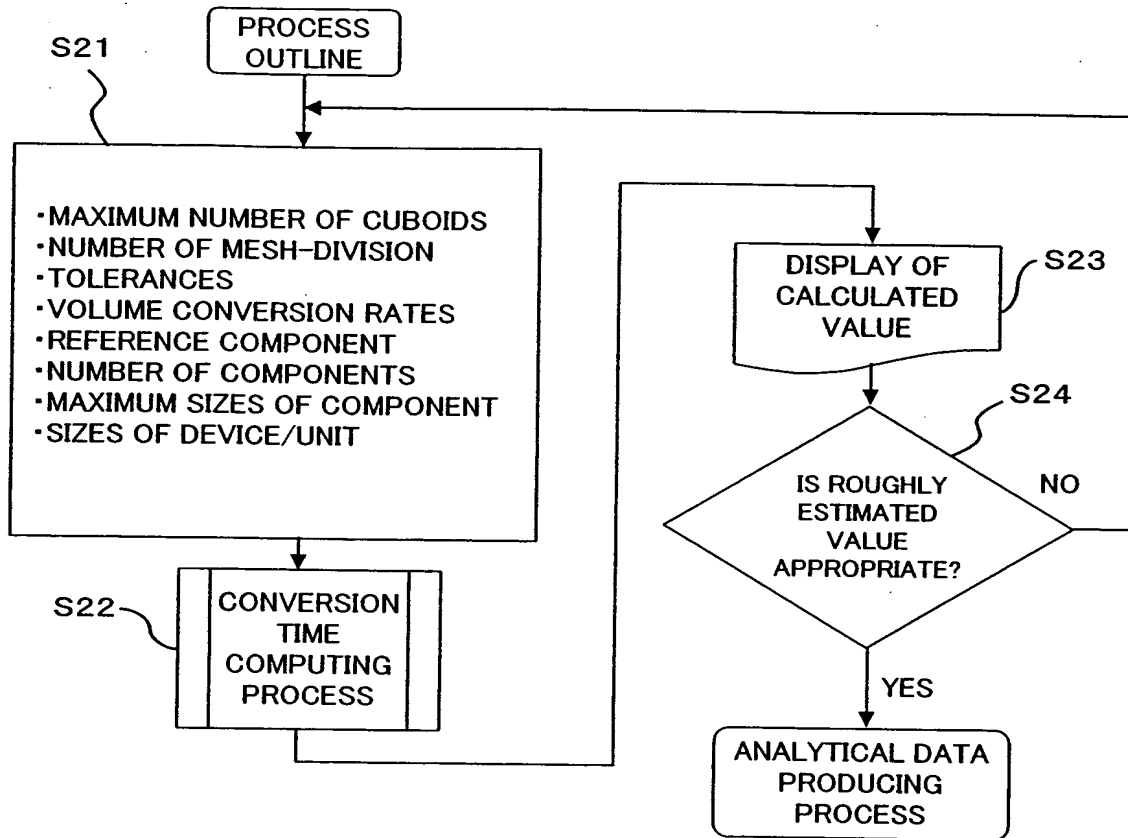 PROCESS
OUTLINE
S21
・MAXIMUM NUMBER OF CUBOIDS
・NUMBER OF MESH-DIVISION
・TOLERANCES
・VOLUME CONVERSION RATES
・REFERENCE COMPONENT
・NUMBER OF COMPONENTS
・MAXIMUM SIZES OF COMPONENT
・SIZES OF DEVICE/UNIT
S22
CONVERSION
TIME
COMPUTING
PROCESS
DISPLAY OF
CALCULATED
VALUE
S23
S24
IS ROUGHLY
ESTIMATED
VALUE
APPROPRIATE?
NO
YES
ANALYTICAL DATA
PRODUCING
PROCESS